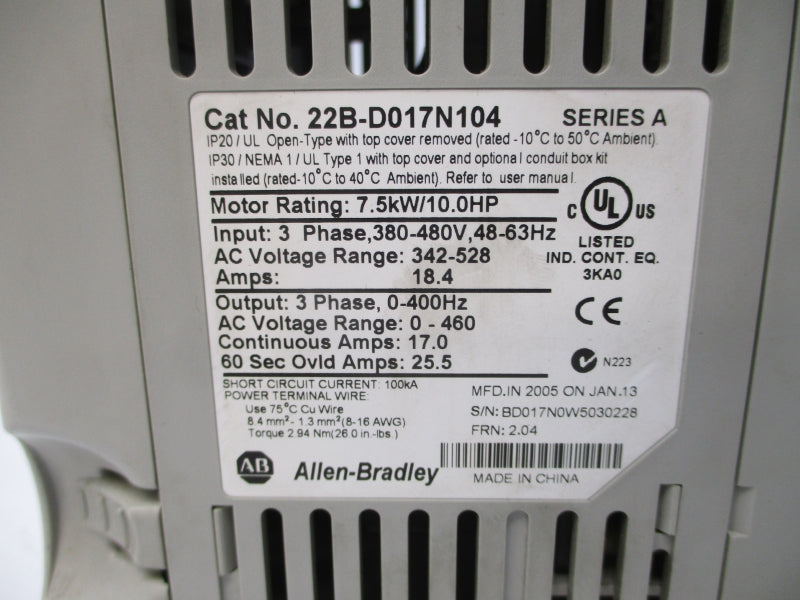 Cat No. 22B-D017N104 SERIES A
IP20 / UL Open-Type with top cover removed (rated -10°C to 50°C Ambient).
IP30 / NEMA 1 / UL Type 1 with top cover and optional conduit box kit
installed (rated-10°C to 40°C Ambient). Refer to user manual.
Motor Rating: 7.5kW/10.0HP
Input: 3 Phase,380-480V,48-63Hz
AC Voltage Range: 342-528
Amps: 18.4
C UL US
LISTED
IND. CONT. EQ.
3KA0
Output: 3 Phase, 0-400Hz
AC Voltage Range: 0 - 460
Continuous Amps: 17.0
60 Sec Ovld Amps: 25.5
CE
N223
SHORT CIRCUIT CURRENT: 100kA
POWER TERMINAL WIRE:
Use 75°C Cu Wire
8.4 mm²- 1.3 mm²(8-16 AWG)
Torque 2.94 Nm(26.0 in.-lbs.)
MFD.IN 2005 ON JAN.13
S/N: BD017N0W5030228
FRN: 2.04
AB Allen-Bradley
MADE IN CHINA